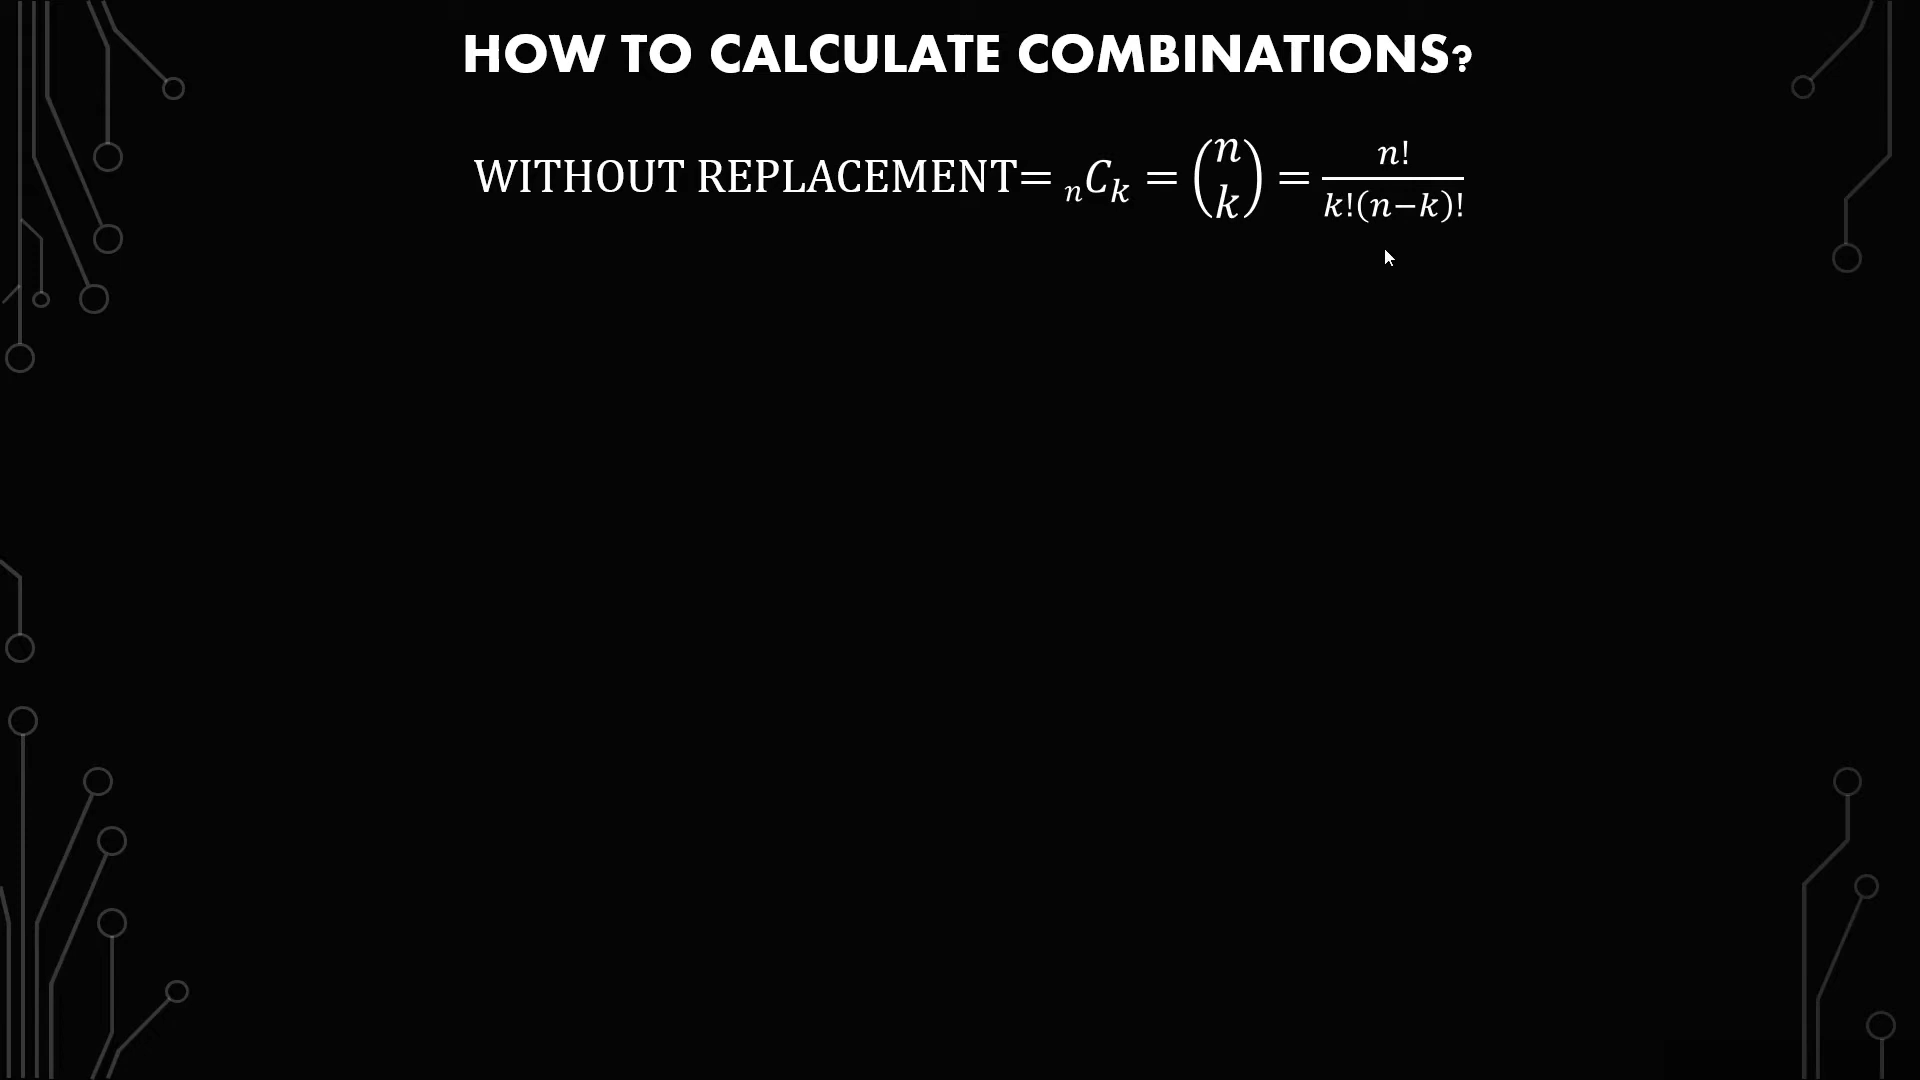 HOW TO CALCULATE COMBINATIONS?
WITHOUT REPLACEMENT= ₙCₖ = (n k) = n! / k!(n−k)!